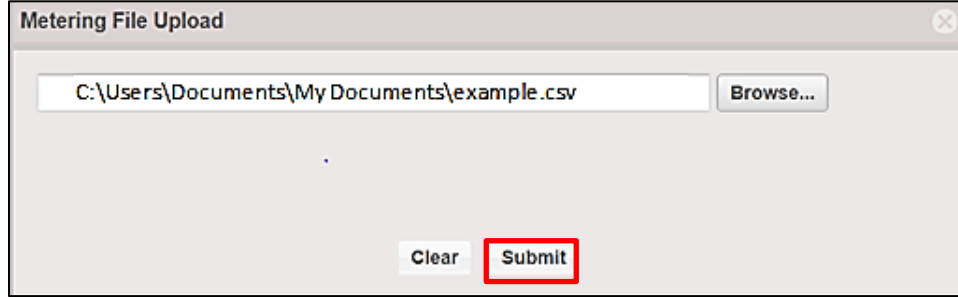 Metering File Upload
C:\Users\Documents\My Documents\example.csv Browse...
Clear Submit